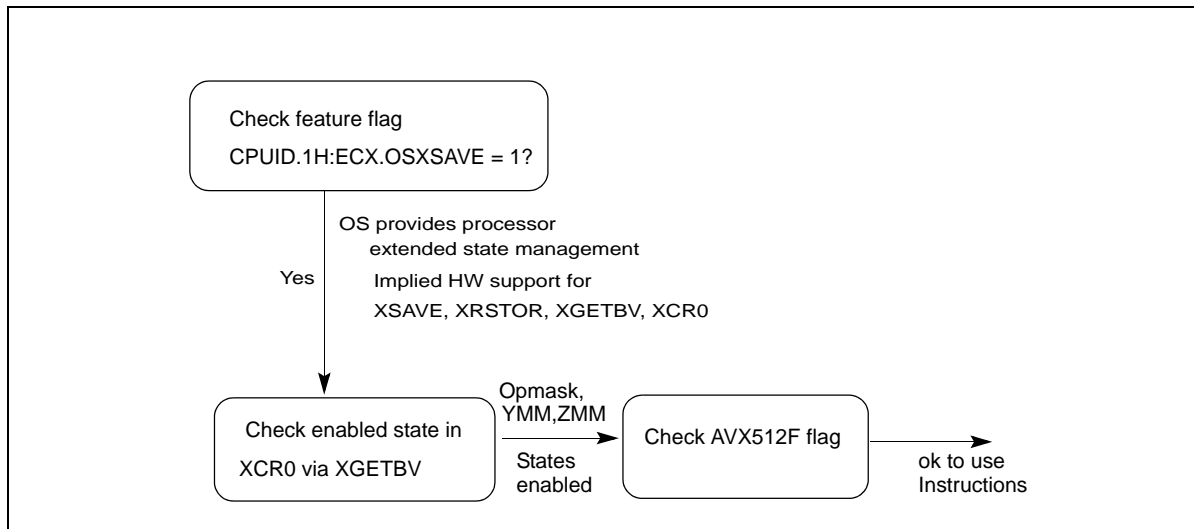 Check feature flag
CPUID.1H:ECX.OSXSAVE = 1?
OS provides processor
extended state management
Yes
Implied HW support for
XSAVE, XRSTOR, XGETBV, XCR0
Check enabled state in
XCR0 via XGETBV
Opmask,
YMM,ZMM
States
enabled
Check AVX512F flag
ok to use
Instructions